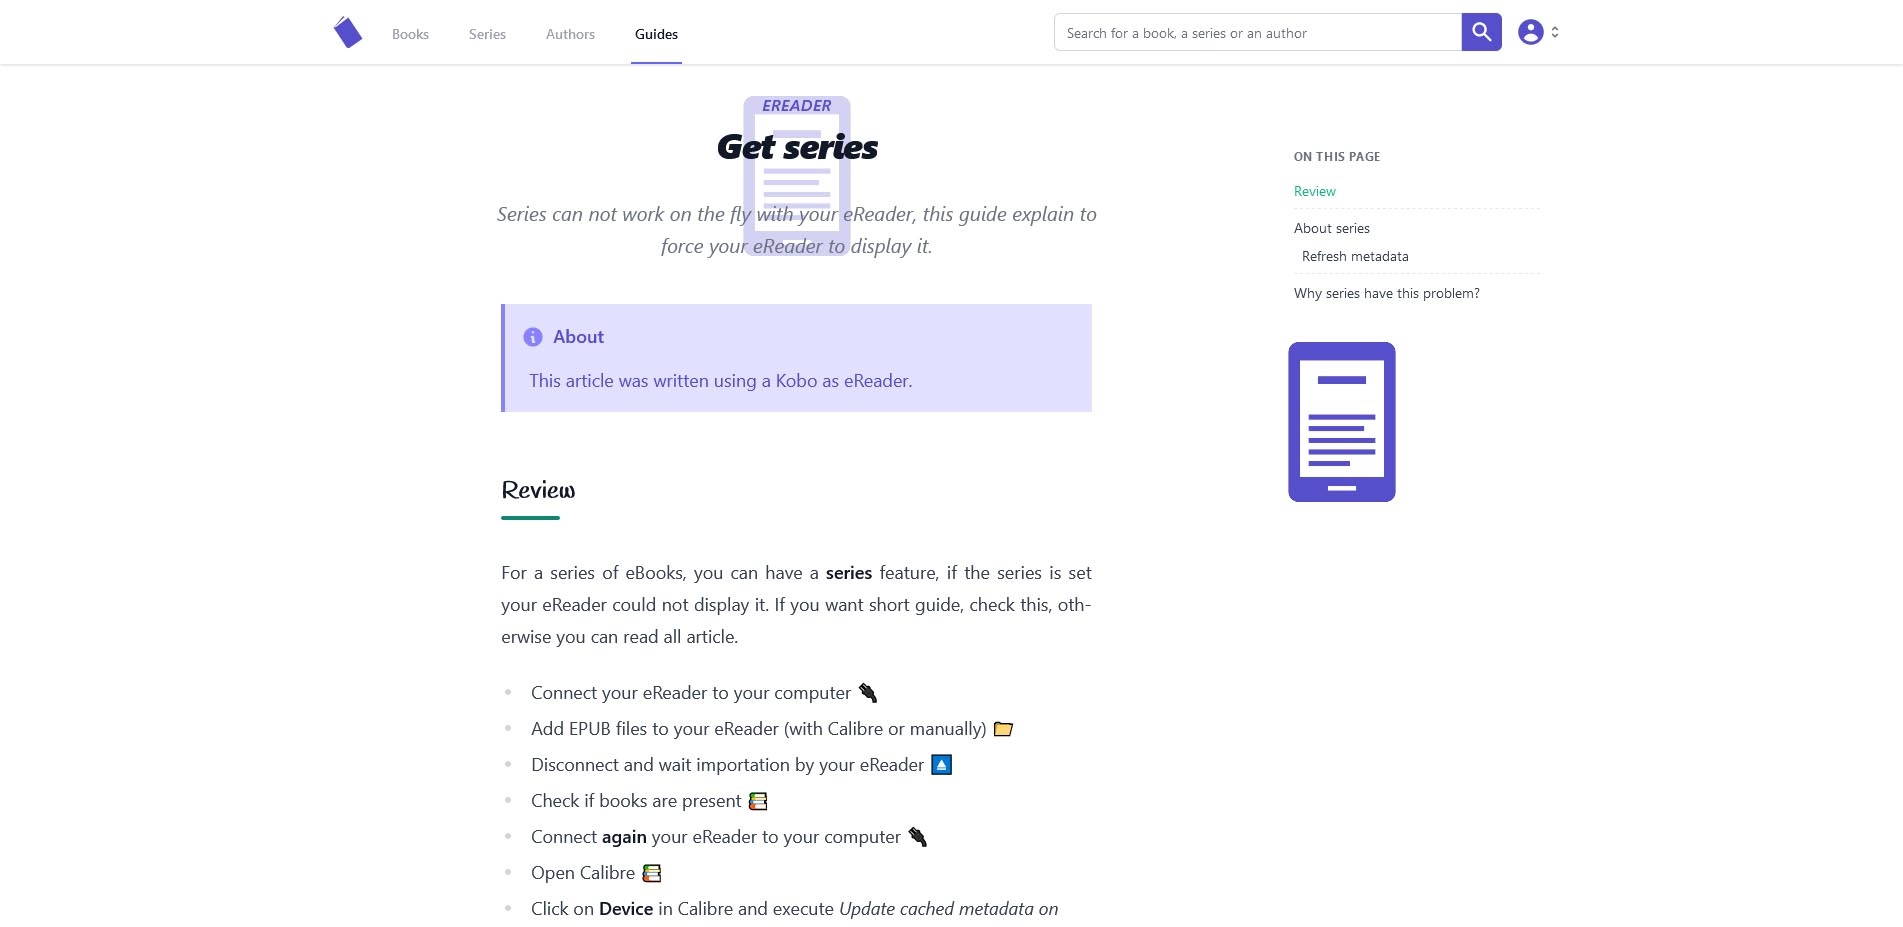 Books
Series
Authors
Guides
Search for a book, a series or an author
EREADER
Get series
Series can not work on the fly with your eReader, this guide explain to
force your eReader to display it.
About
This article was written using a Kobo as eReader.
Review
For a series of eBooks, you can have a series feature, if the series is set
your eReader could not display it. If you want short guide, check this, oth-
erwise you can read all article.
Connect your eReader to your computer
Add EPUB files to your eReader (with Calibre or manually)
Disconnect and wait importation by your eReader
Check if books are present
Connect again your eReader to your computer
Open Calibre
Click on Device in Calibre and execute Update cached metadata on
ON THIS PAGE
Review
About series
Refresh metadata
Why series have this problem?